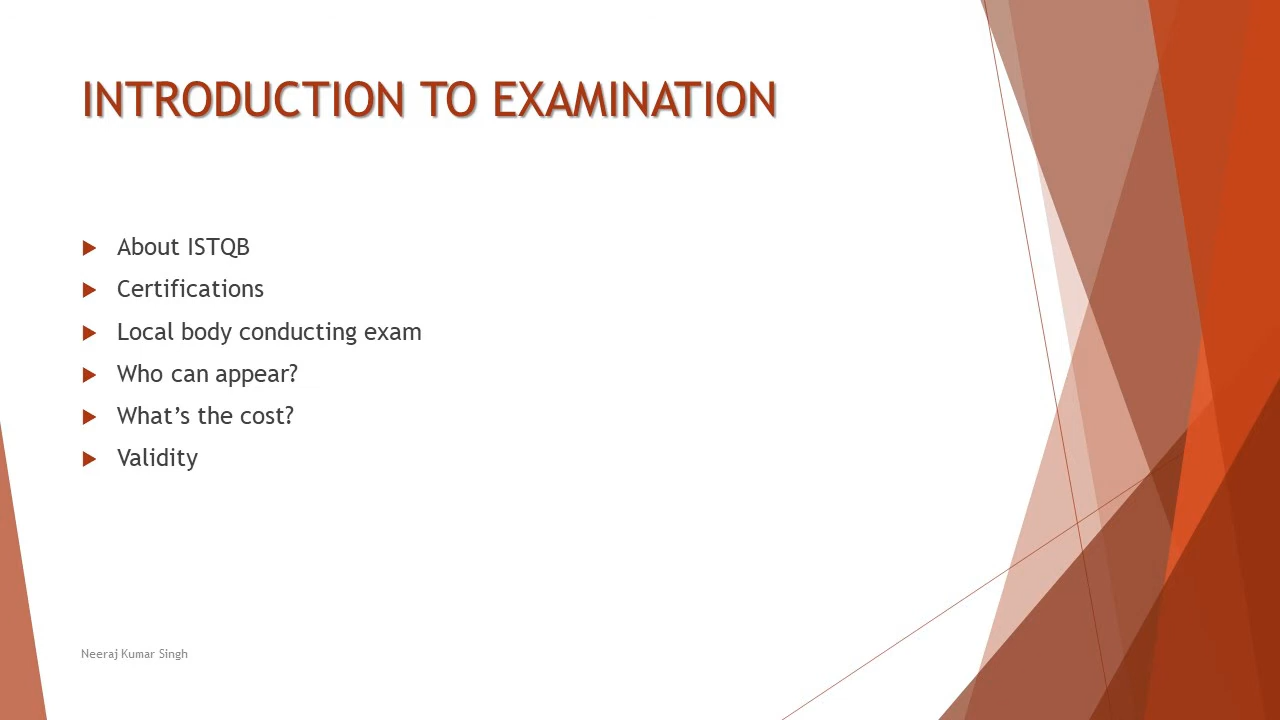 INTRODUCTION TO EXAMINATION
About ISTQB
Certifications
Local body conducting exam
Who can appear?
What’s the cost?
Validity
Neeraj Kumar Singh